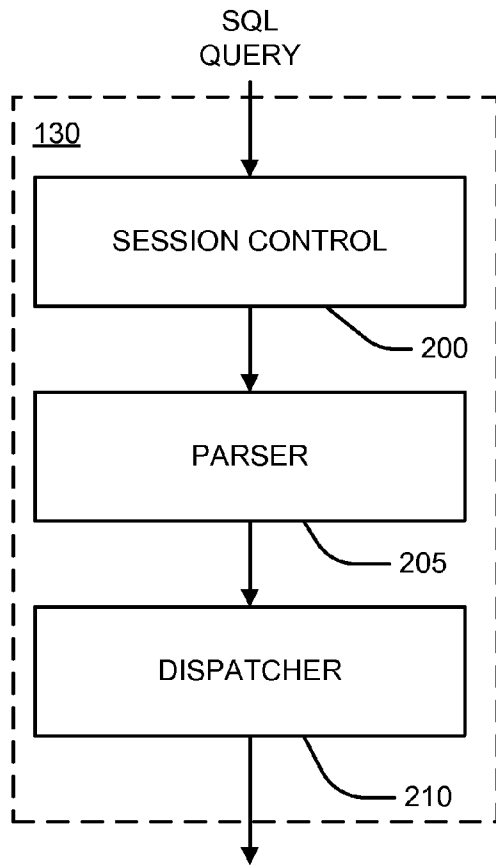 SQL
QUERY
130
SESSION CONTROL
200
PARSER
205
DISPATCHER
210